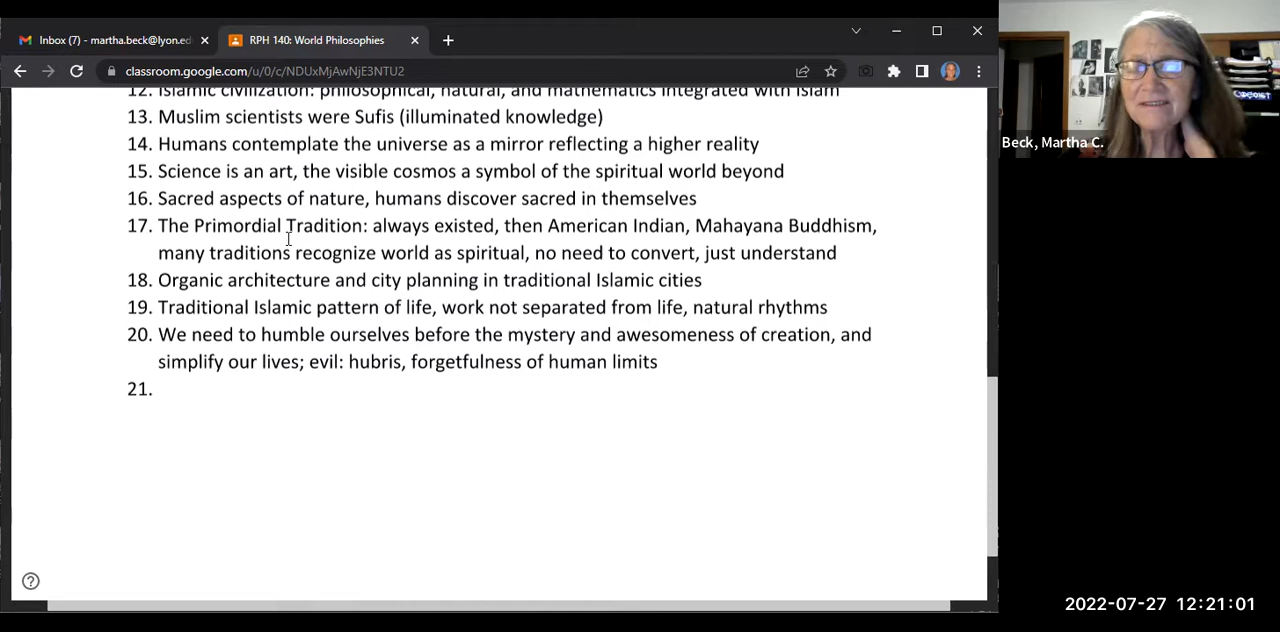 Inbox (7) - martha.beck@lyon.ed
RPH 140: World Philosophies
classroom.google.com/u/0/c/NDUxMjAwNjE3NTU2
12. Islamic civilization: philosophical, natural, and mathematics integrated with Islam
13. Muslim scientists were Sufis (illuminated knowledge)
14. Humans contemplate the universe as a mirror reflecting a higher reality
15. Science is an art, the visible cosmos a symbol of the spiritual world beyond
16. Sacred aspects of nature, humans discover sacred in themselves
17. The Primordial Tradition: always existed, then American Indian, Mahayana Buddhism,
many traditions recognize world as spiritual, no need to convert, just understand
18. Organic architecture and city planning in traditional Islamic cities
19. Traditional Islamic pattern of life, work not separated from life, natural rhythms
20. We need to humble ourselves before the mystery and awesomeness of creation, and
simplify our lives; evil: hubris, forgetfulness of human limits
21.
Beck, Martha C.
2022-07-27 12:21:01